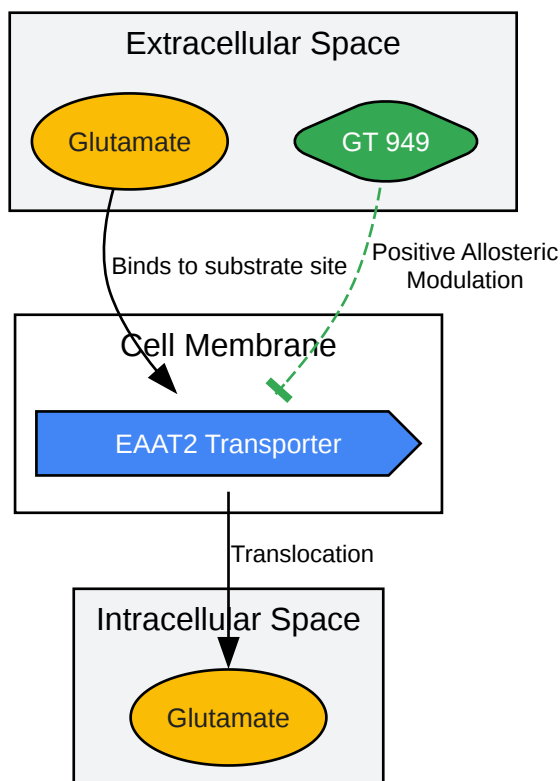 Extracellular Space
Glutamate
GT 949
Binds to substrate site
Positive Allosteric
Modulation
Cell Membrane
EAAT2 Transporter
Translocation
Intracellular Space
Glutamate